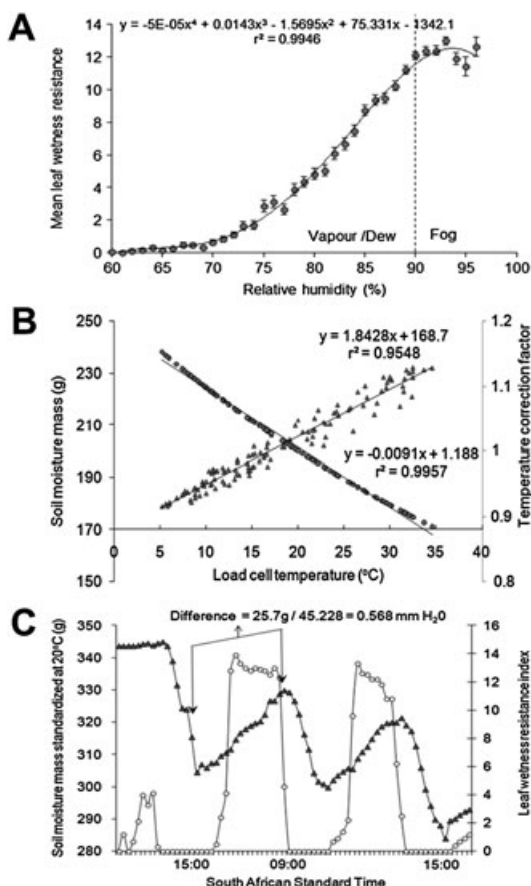 A
y = -5E-05x⁴ + 0.0143x³ - 1.5695x² + 75.331x - 1342.1
r² = 0.9946
Mean leaf wetness resistance
14
12
10
8
6
4
2
0
Vapour /Dew
Fog
60 65 70 75 80 85 90 95 100
Relative humidity (%)
B
y = 1.8428x + 168.7
r² = 0.9548
y = -0.0091x + 1.188
r² = 0.9957
Soil moisture mass (g)
250
230
210
190
170
150
Temperature correction factor
1.2
1.1
1
0.9
0.8
0 5 10 15 20 25 30 35 40
Load cell temperature (ºC)
C
Difference = 25.7g / 45.228 = 0.568 mm H₂0
Soil moisture mass standardized at 20ºC (g)
350
340
330
320
310
300
290
280
Leaf wetness resistance index
16
14
12
10
8
6
4
2
0
15:00 09:00 15:00
South African Standard Time